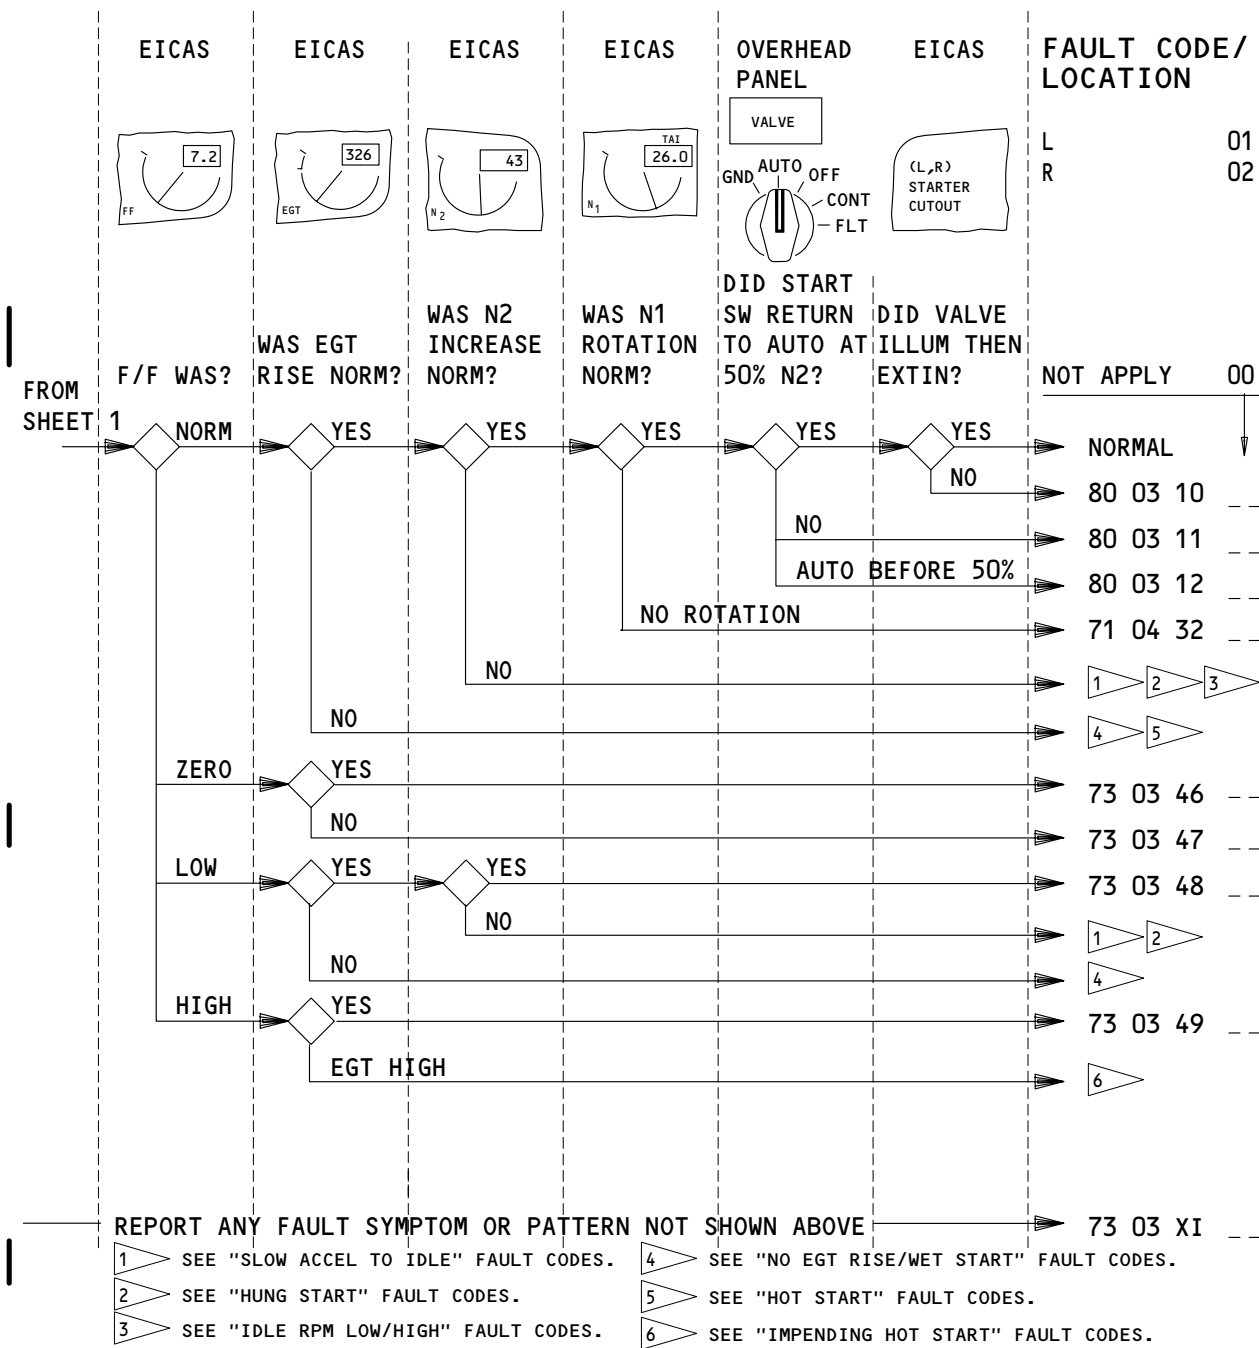 EICAS EICAS EICAS EICAS OVERHEAD EICAS FAULT CODE/
PANEL LOCATION
VALVE
7.2
FF
326
EGT
43
N2
TAI
26.0
N1
GND AUTO OFF
CONT
FLT
(L,R)
STARTER
CUTOUT
L 01
R 02
F/F WAS?
WAS EGT
RISE NORM?
WAS N2
INCREASE
NORM?
WAS N1
ROTATION
NORM?
DID START
SW RETURN
TO AUTO AT
50% N2?
DID VALVE
ILLUM THEN
EXTIN?
NOT APPLY 00
FROM
SHEET 1
NORM YES YES YES YES YES NORMAL
NO 80 03 10 _ _
NO 80 03 11 _ _
AUTO BEFORE 50% 80 03 12 _ _
NO ROTATION 71 04 32 _ _
NO 1 2 3
NO 4 5
ZERO YES 73 03 46 _ _
NO 73 03 47 _ _
LOW YES YES 73 03 48 _ _
NO 1 2
NO 4
HIGH YES 73 03 49 _ _
EGT HIGH 6
REPORT ANY FAULT SYMPTOM OR PATTERN NOT SHOWN ABOVE 73 03 XI _ _
1 SEE "SLOW ACCEL TO IDLE" FAULT CODES.
2 SEE "HUNG START" FAULT CODES.
3 SEE "IDLE RPM LOW/HIGH" FAULT CODES.
4 SEE "NO EGT RISE/WET START" FAULT CODES.
5 SEE "HOT START" FAULT CODES.
6 SEE "IMPENDING HOT START" FAULT CODES.